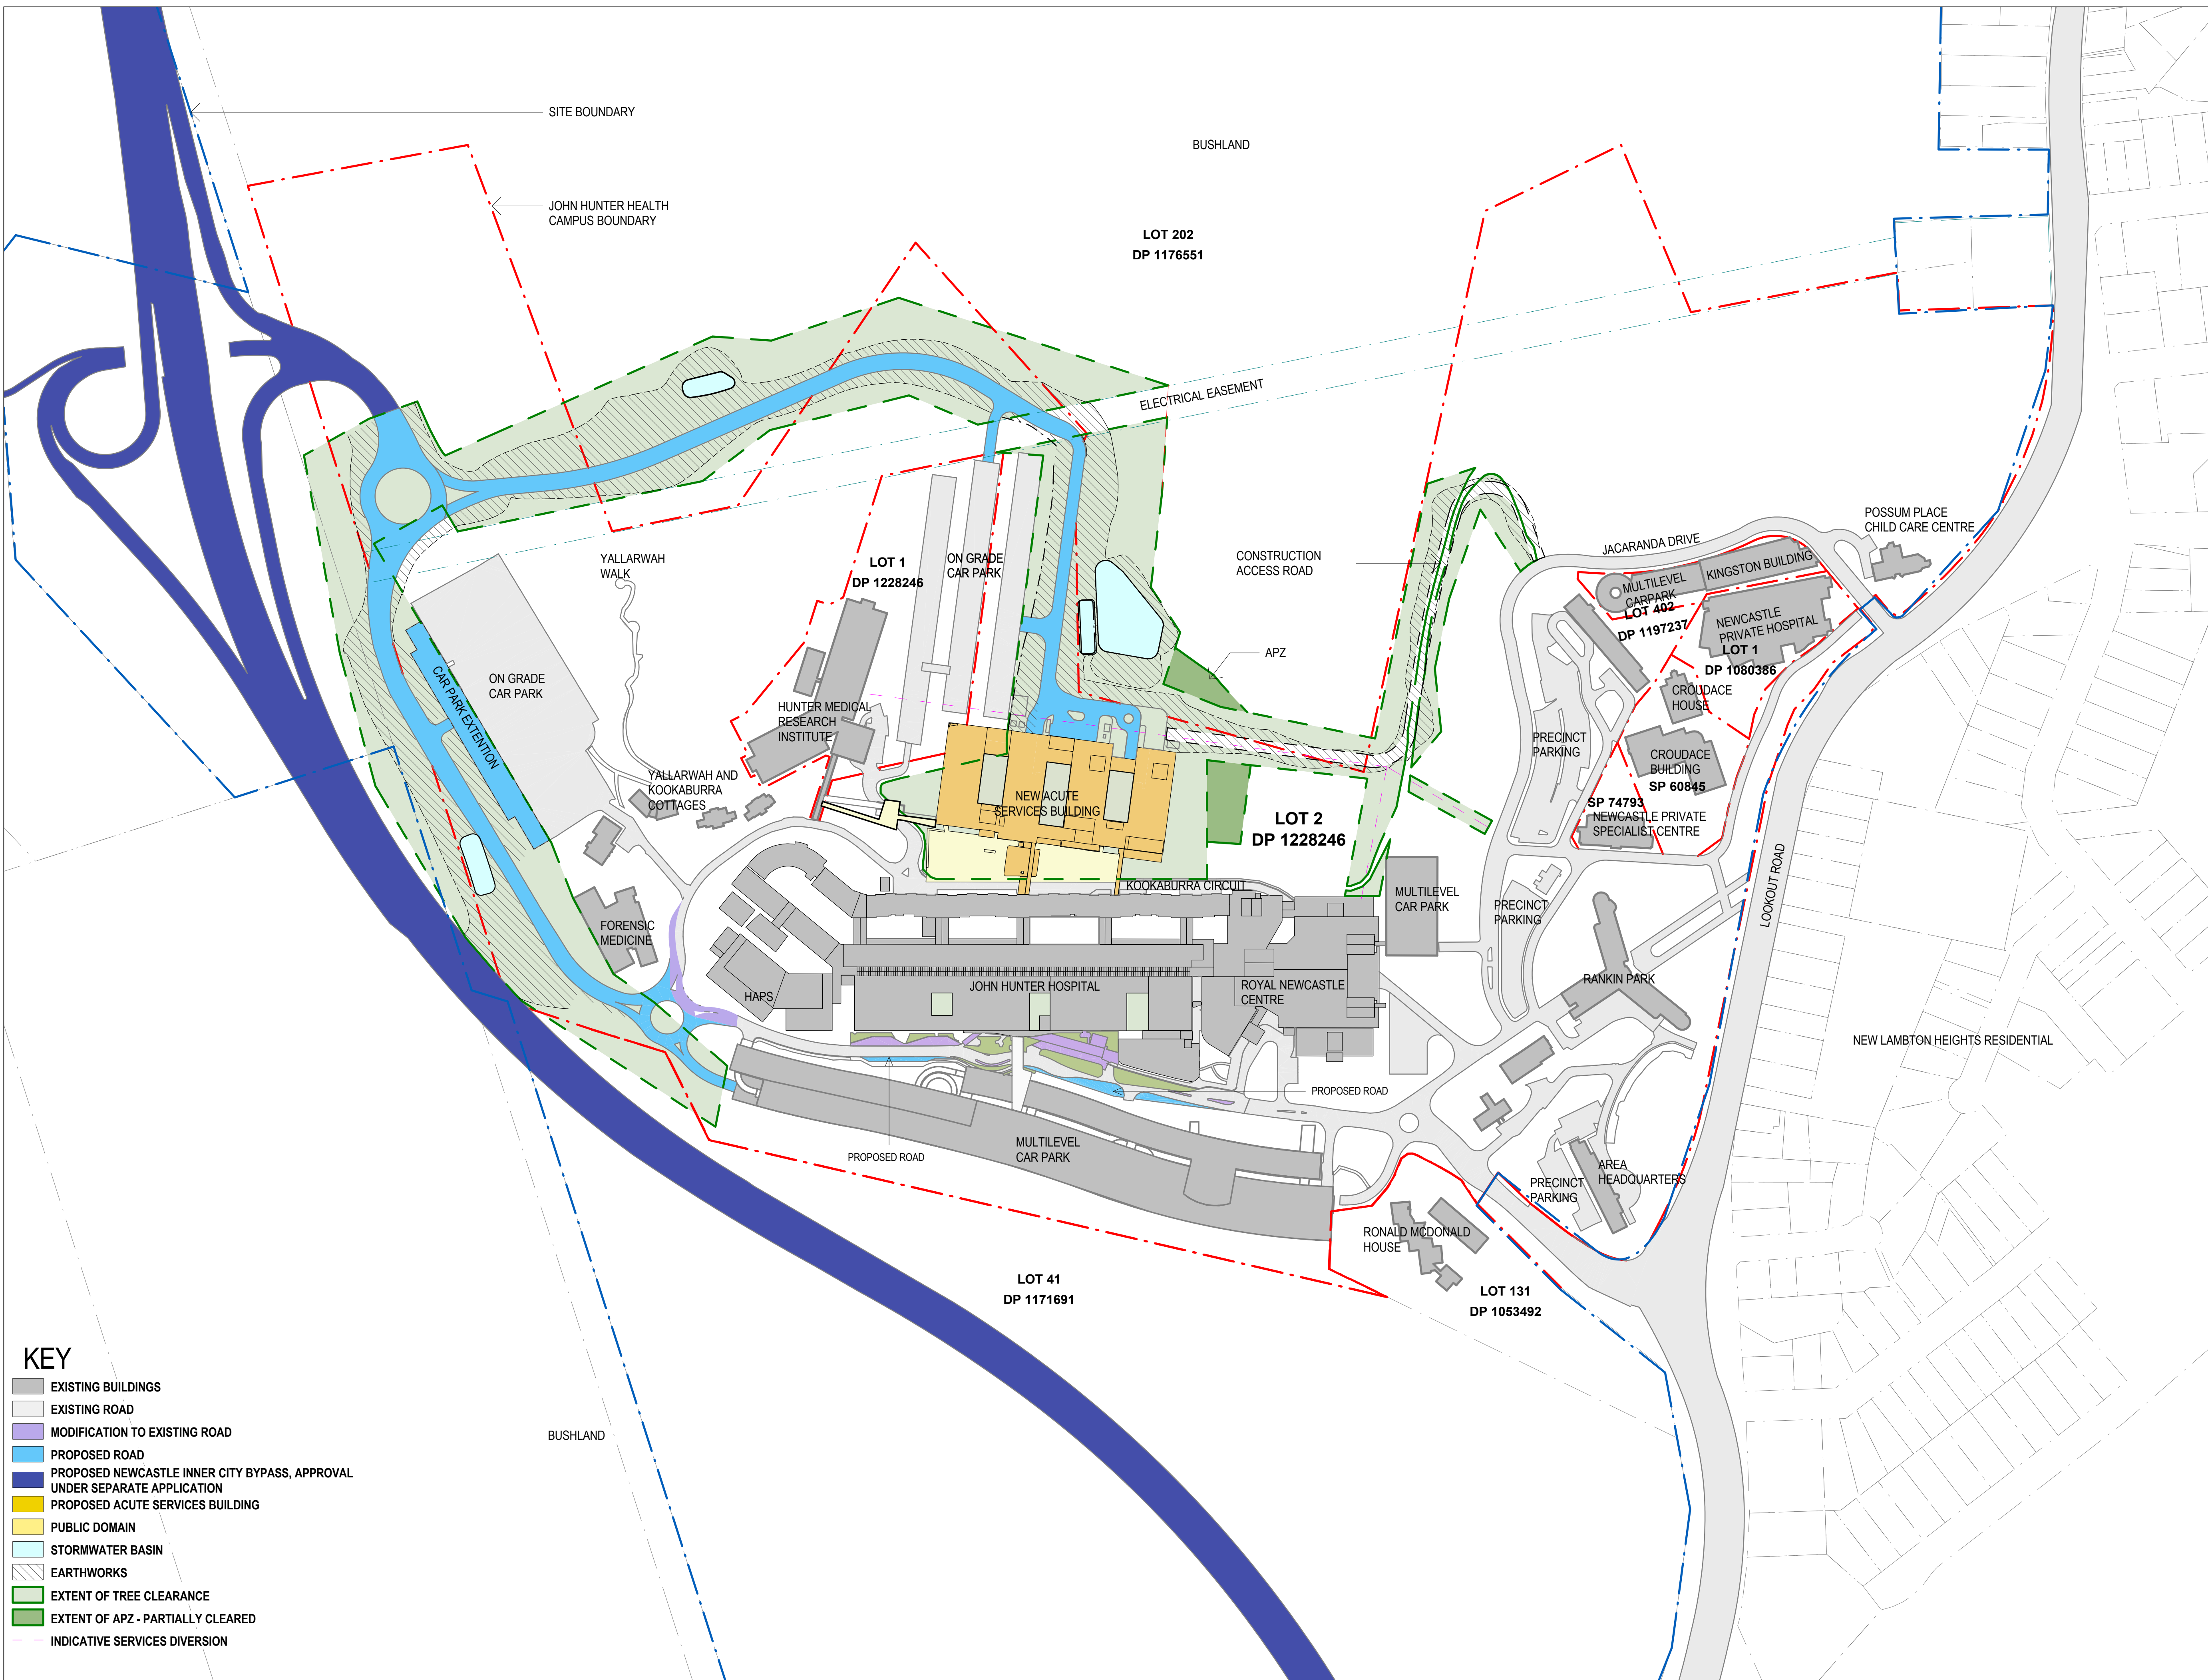 SITE BOUNDARY
BUSHLAND
JOHN HUNTER HEALTH
CAMPUS BOUNDARY
LOT 202
DP 1176551
ELECTRICAL EASEMENT
POSSUM PLACE
CHILD CARE CENTRE
JACARANDA DRIVE
CONSTRUCTION
ACCESS ROAD
YALLARWAH
WALK
LOT 1
DP 1228246
ON GRADE
CAR PARK
MULTILEVEL
CARPARK
KINGSTON BUILDING
LOT 402
DP 1197237
NEWCASTLE
PRIVATE HOSPITAL
LOT 1
DP 1080386
APZ
ON GRADE
CAR PARK
CAR PARK EXTENTION
CROUDACE
HOUSE
HUNTER MEDICAL
RESEARCH
INSTITUTE
PRECINCT
PARKING
CROUDACE
BUILDING
SP 60845
YALLARWAH AND
KOOKABURRA
COTTAGES
NEW ACUTE
SERVICES BUILDING
SP 74793
NEWCASTLE PRIVATE
SPECIALIST CENTRE
LOT 2
DP 1228246
KOOKABURRA CIRCUIT
MULTILEVEL
CAR PARK
PRECINCT
PARKING
LOOKOUT ROAD
FORENSIC
MEDICINE
RANKIN PARK
HAPS
JOHN HUNTER HOSPITAL
ROYAL NEWCASTLE
CENTRE
NEW LAMBTON HEIGHTS RESIDENTIAL
PROPOSED ROAD
PROPOSED ROAD
MULTILEVEL
CAR PARK
AREA
HEADQUARTERS
PRECINCT
PARKING
RONALD MCDONALD
HOUSE
LOT 41
DP 1171691
LOT 131
DP 1053492
BUSHLAND
KEY
EXISTING BUILDINGS
EXISTING ROAD
MODIFICATION TO EXISTING ROAD
PROPOSED ROAD
PROPOSED NEWCASTLE INNER CITY BYPASS, APPROVAL
UNDER SEPARATE APPLICATION
PROPOSED ACUTE SERVICES BUILDING
PUBLIC DOMAIN
STORMWATER BASIN
EARTHWORKS
EXTENT OF TREE CLEARANCE
EXTENT OF APZ - PARTIALLY CLEARED
INDICATIVE SERVICES DIVERSION